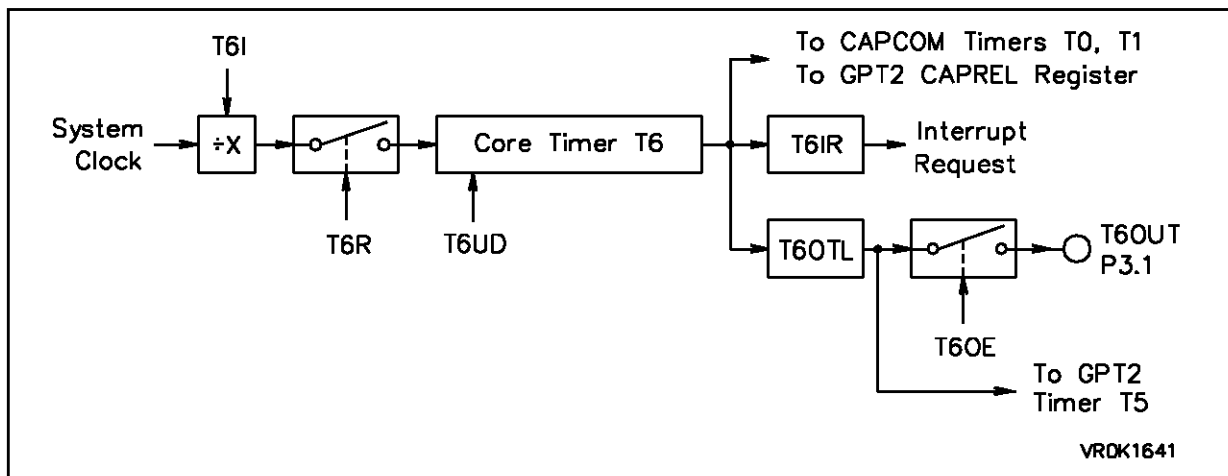 T6I
To CAPCOM Timers T0, T1
To GPT2 CAPREL Register
System
Clock
÷X
Core Timer T6
T6IR
Interrupt
Request
T6R
T6UD
T6OTL
T6OUT
P3.1
T6OE
To GPT2
Timer T5
VRDK1641